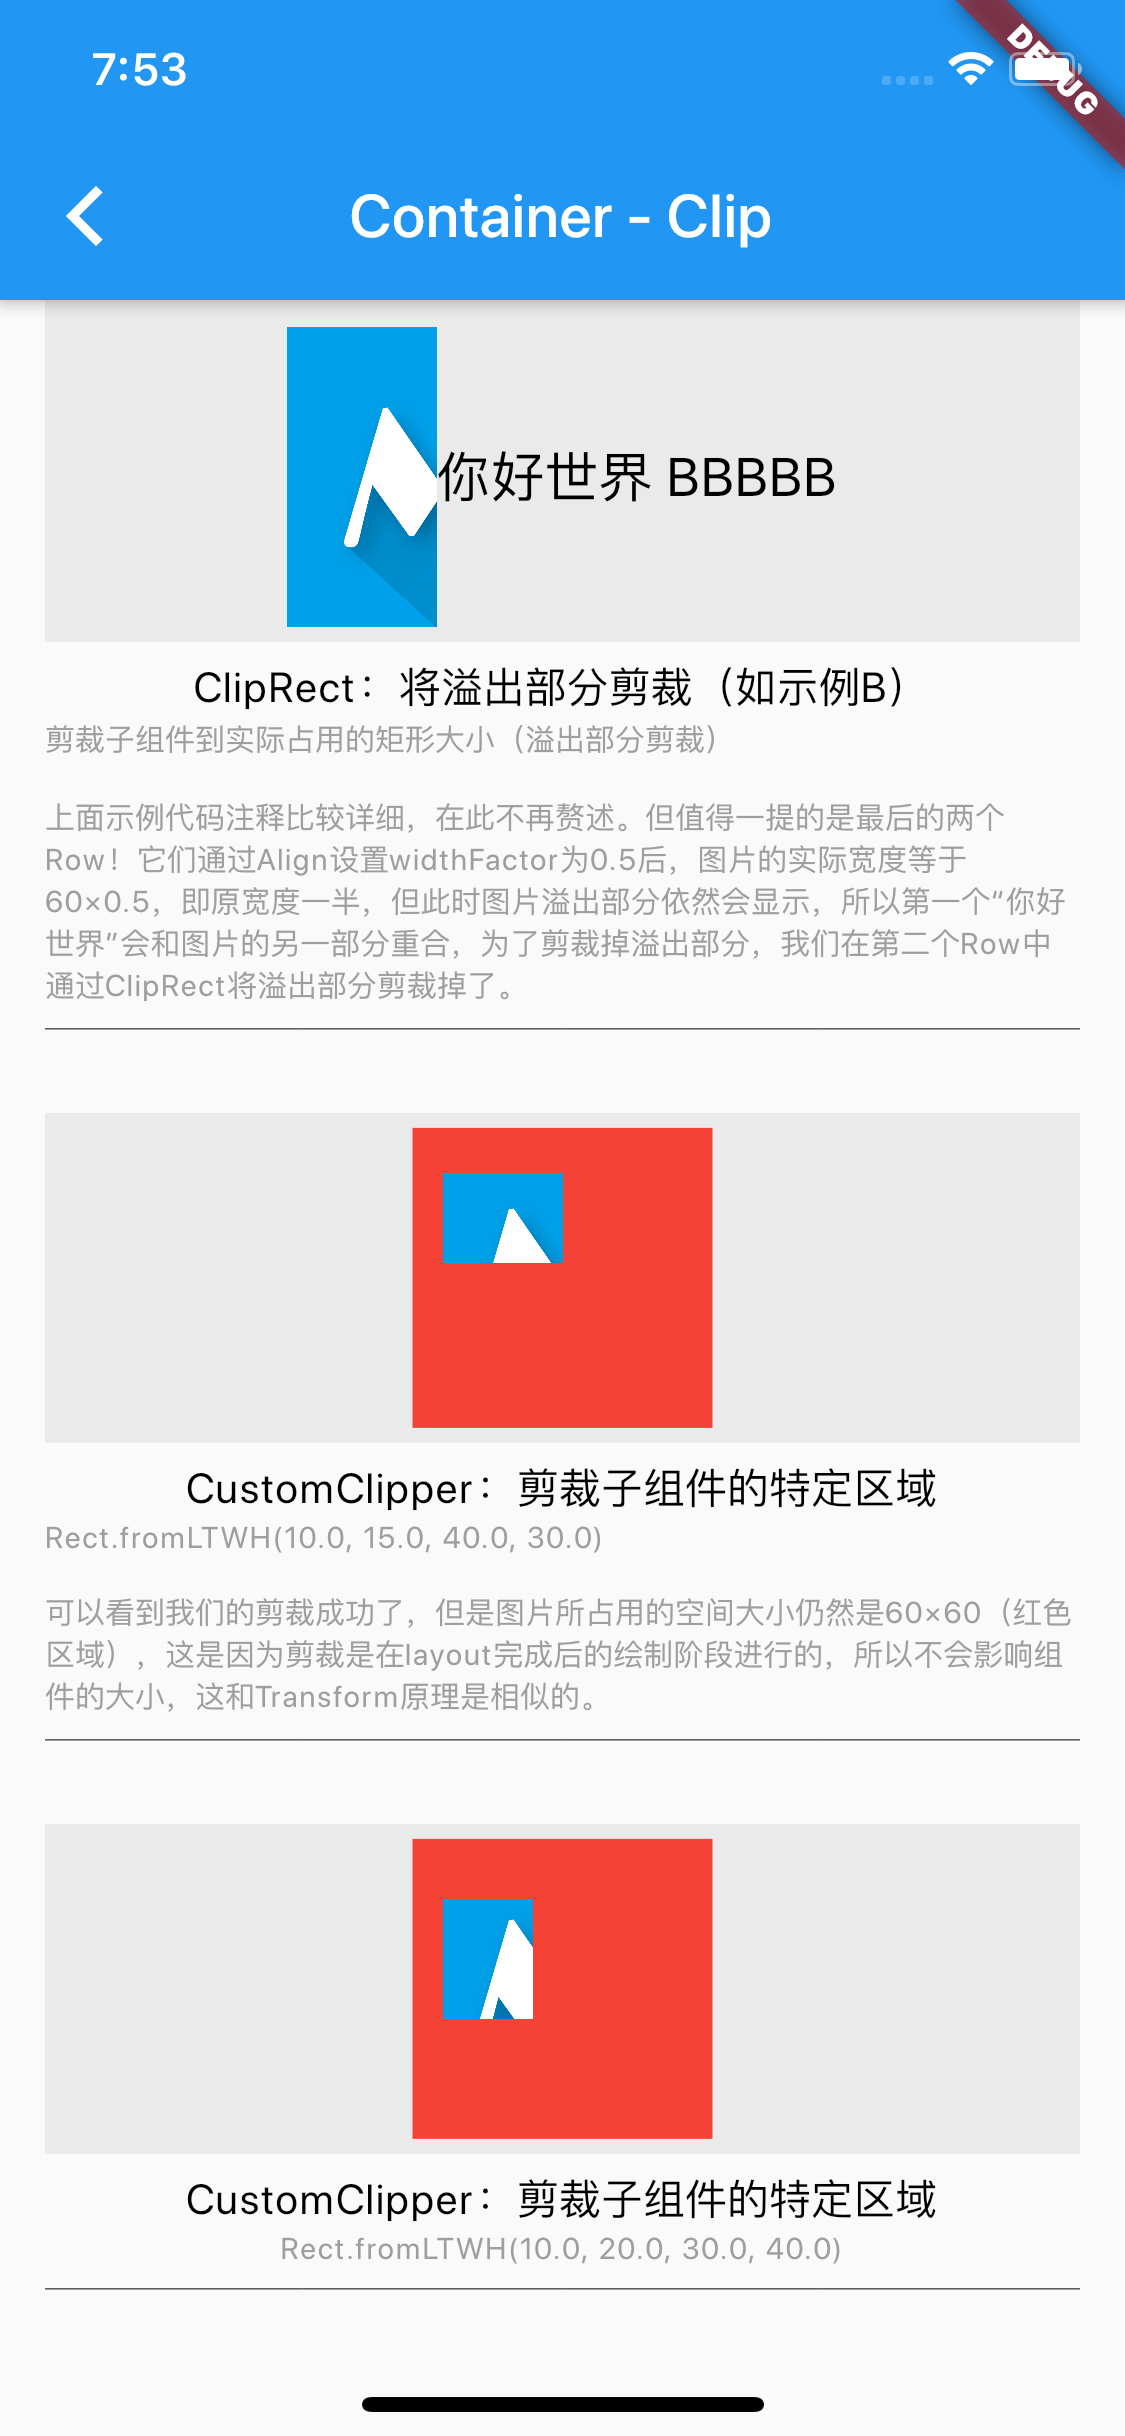 7:53
DEBUG
Container - Clip
你好世界 BBBBB
ClipRect：将溢出部分剪裁（如示例B）
剪裁子组件到实际占用的矩形大小（溢出部分剪裁）
上面示例代码注释比较详细，在此不再赘述。但值得一提的是最后的两个
Row！它们通过Align设置widthFactor为0.5后，图片的实际宽度等于
60×0.5，即原宽度一半，但此时图片溢出部分依然会显示，所以第一个“你好
世界”会和图片的另一部分重合，为了剪裁掉溢出部分，我们在第二个Row中
通过ClipRect将溢出部分剪裁掉了。
CustomClipper：剪裁子组件的特定区域
Rect.fromLTWH(10.0, 15.0, 40.0, 30.0)
可以看到我们的剪裁成功了，但是图片所占用的空间大小仍然是60×60（红色
区域），这是因为剪裁是在layout完成后的绘制阶段进行的，所以不会影响组
件的大小，这和Transform原理是相似的。
CustomClipper：剪裁子组件的特定区域
Rect.fromLTWH(10.0, 20.0, 30.0, 40.0)